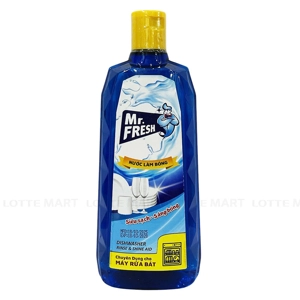 Mr.
FRESH
NƯỚC LÀM BÓNG
Siêu sạch - Sáng bóng
DISHWASHER
RINSE & SHINE AID
Chuyên Dụng cho
MÁY RỬA BÁT
LOTTE MART